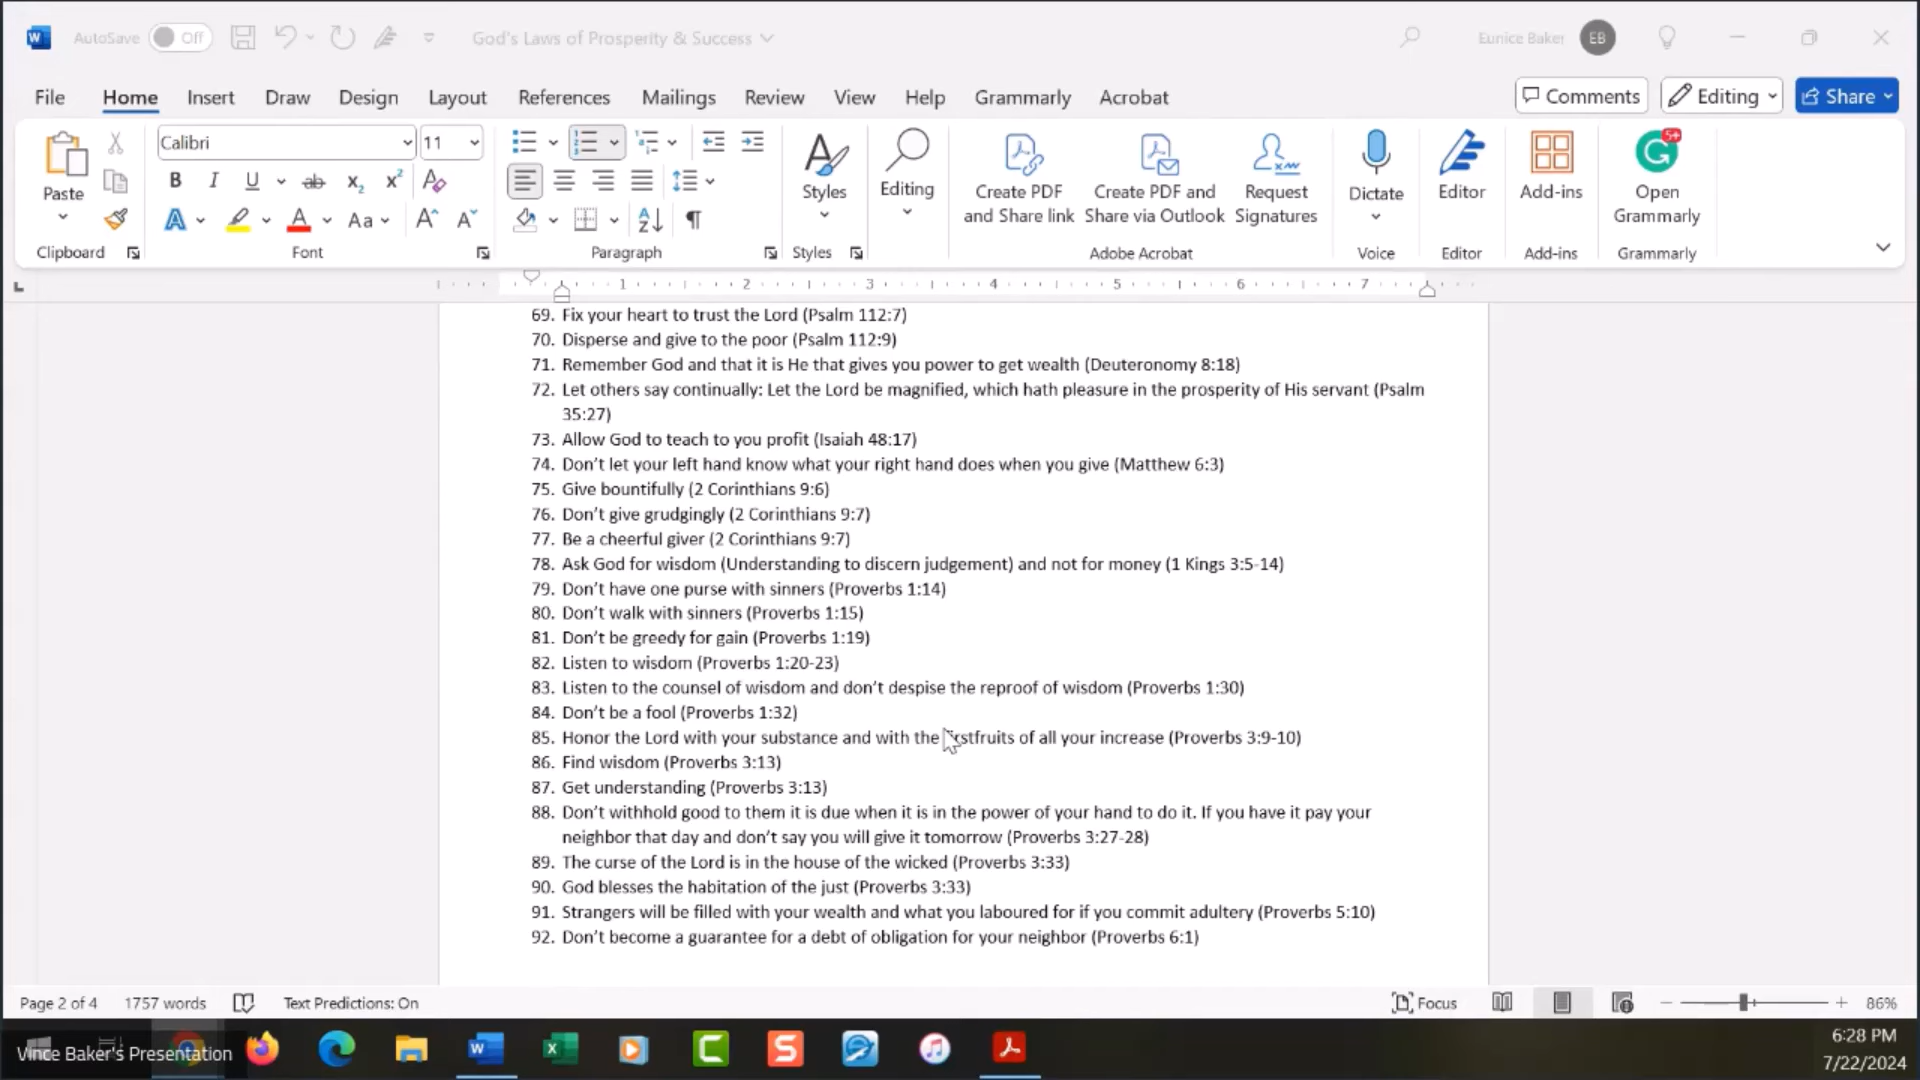 AutoSave Off God's Laws of Prosperity & Success Eunice Baker EB
File Home Insert Draw Design Layout References Mailings Review View Help Grammarly Acrobat Comments Editing Share
Calibri 11
Paste Styles Editing Create PDF and Share link Create PDF and Share via Outlook Request Signatures Dictate Editor Add-ins Open Grammarly 5+
Clipboard Font Paragraph Styles Adobe Acrobat Voice Editor Add-ins Grammarly
1 2 3 4 5 6 7
69. Fix your heart to trust the Lord (Psalm 112:7)
70. Disperse and give to the poor (Psalm 112:9)
71. Remember God and that it is He that gives you power to get wealth (Deuteronomy 8:18)
72. Let others say continually: Let the Lord be magnified, which hath pleasure in the prosperity of His servant (Psalm
35:27)
73. Allow God to teach to you profit (Isaiah 48:17)
74. Don't let your left hand know what your right hand does when you give (Matthew 6:3)
75. Give bountifully (2 Corinthians 9:6)
76. Don't give grudgingly (2 Corinthians 9:7)
77. Be a cheerful giver (2 Corinthians 9:7)
78. Ask God for wisdom (Understanding to discern judgement) and not for money (1 Kings 3:5-14)
79. Don't have one purse with sinners (Proverbs 1:14)
80. Don't walk with sinners (Proverbs 1:15)
81. Don't be greedy for gain (Proverbs 1:19)
82. Listen to wisdom (Proverbs 1:20-23)
83. Listen to the counsel of wisdom and don't despise the reproof of wisdom (Proverbs 1:30)
84. Don't be a fool (Proverbs 1:32)
85. Honor the Lord with your substance and with the firstfruits of all your increase (Proverbs 3:9-10)
86. Find wisdom (Proverbs 3:13)
87. Get understanding (Proverbs 3:13)
88. Don't withhold good to them it is due when it is in the power of your hand to do it. If you have it pay your
neighbor that day and don't say you will give it tomorrow (Proverbs 3:27-28)
89. The curse of the Lord is in the house of the wicked (Proverbs 3:33)
90. God blesses the habitation of the just (Proverbs 3:33)
91. Strangers will be filled with your wealth and what you laboured for if you commit adultery (Proverbs 5:10)
92. Don't become a guarantee for a debt of obligation for your neighbor (Proverbs 6:1)
Page 2 of 4 1757 words Text Predictions: On Focus 86%
Vince Baker's Presentation
6:28 PM
7/22/2024